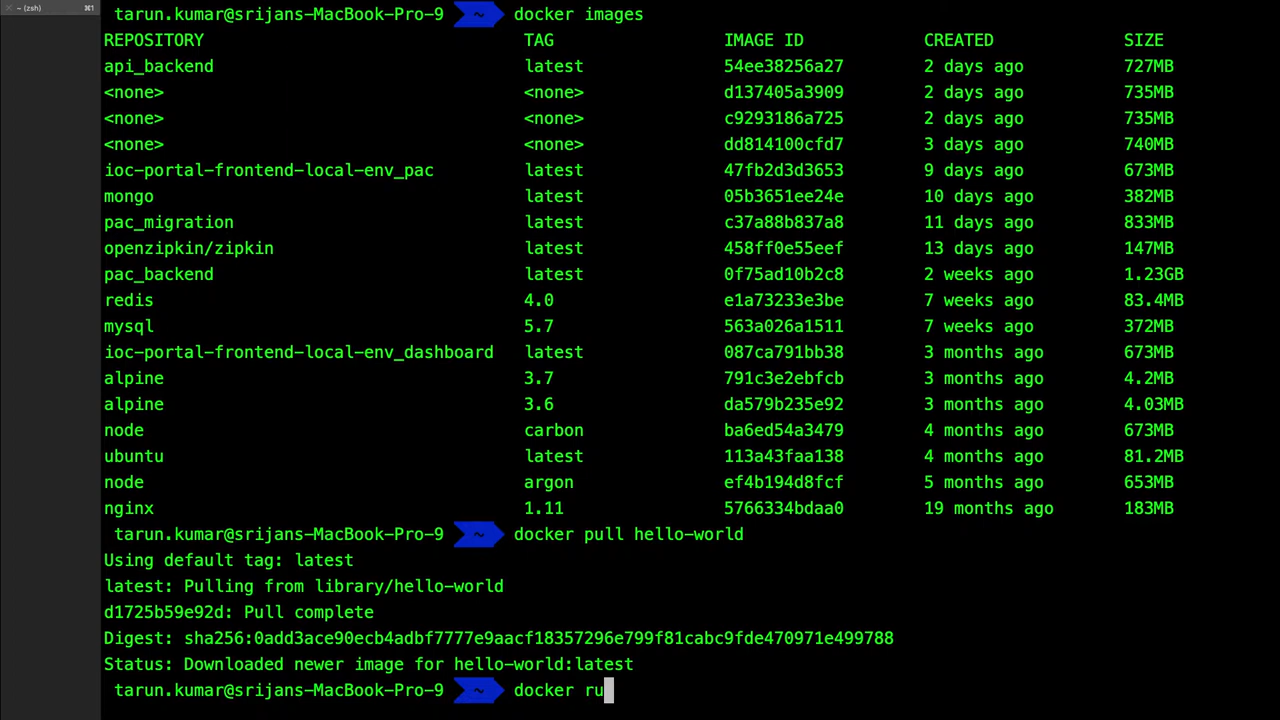 ~ (zsh) ⌘1
tarun.kumar@srijans-MacBook-Pro-9 ~ docker images
REPOSITORY TAG IMAGE ID CREATED SIZE
api_backend latest 54ee38256a27 2 days ago 727MB
<none> <none> d137405a3909 2 days ago 735MB
<none> <none> c9293186a725 2 days ago 735MB
<none> <none> dd814100cfd7 3 days ago 740MB
ioc-portal-frontend-local-env_pac latest 47fb2d3d3653 9 days ago 673MB
mongo latest 05b3651ee24e 10 days ago 382MB
pac_migration latest c37a88b837a8 11 days ago 833MB
openzipkin/zipkin latest 458ff0e55eef 13 days ago 147MB
pac_backend latest 0f75ad10b2c8 2 weeks ago 1.23GB
redis 4.0 e1a73233e3be 7 weeks ago 83.4MB
mysql 5.7 563a026a1511 7 weeks ago 372MB
ioc-portal-frontend-local-env_dashboard latest 087ca791bb38 3 months ago 673MB
alpine 3.7 791c3e2ebfcb 3 months ago 4.2MB
alpine 3.6 da579b235e92 3 months ago 4.03MB
node carbon ba6ed54a3479 4 months ago 673MB
ubuntu latest 113a43faa138 4 months ago 81.2MB
node argon ef4b194d8fcf 5 months ago 653MB
nginx 1.11 5766334bdaa0 19 months ago 183MB
tarun.kumar@srijans-MacBook-Pro-9 ~ docker pull hello-world
Using default tag: latest
latest: Pulling from library/hello-world
d1725b59e92d: Pull complete
Digest: sha256:0add3ace90ecb4adbf7777e9aacf18357296e799f81cabc9fde470971e499788
Status: Downloaded newer image for hello-world:latest
tarun.kumar@srijans-MacBook-Pro-9 ~ docker ru